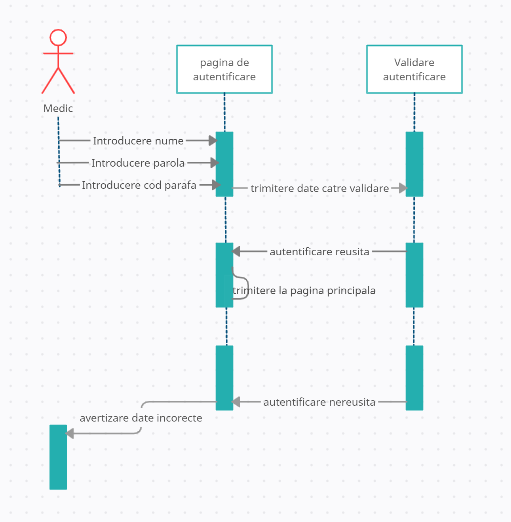 pagina de
autentificare
Validare
autentificare
Medic
Introducere nume
Introducere parola
Introducere cod parafa
trimitere date catre validare
autentificare reusita
trimitere la pagina principala
autentificare nereusita
avertizare date incorecte